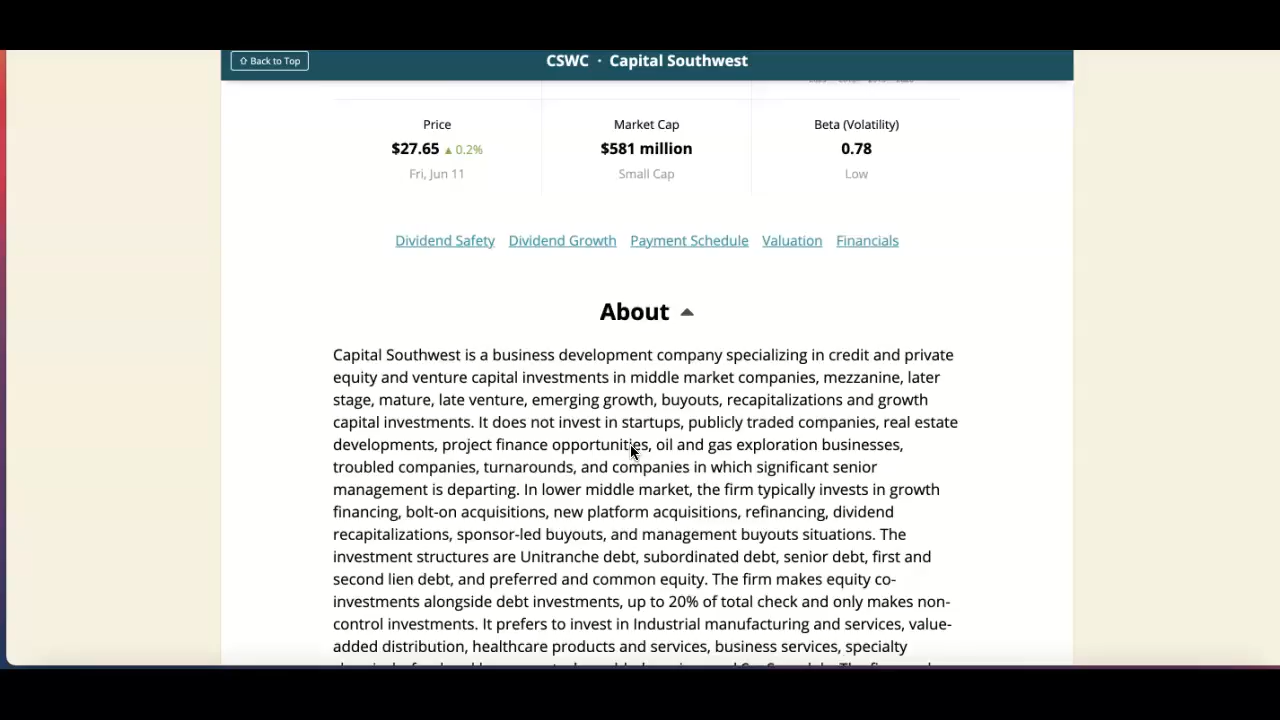 Back to Top
CSWC · Capital Southwest
Price
Market Cap
Beta (Volatility)
$27.65 ▲ 0.2%
$581 million
0.78
Fri, Jun 11
Small Cap
Low
Dividend Safety Dividend Growth Payment Schedule Valuation Financials
About
Capital Southwest is a business development company specializing in credit and private
equity and venture capital investments in middle market companies, mezzanine, later
stage, mature, late venture, emerging growth, buyouts, recapitalizations and growth
capital investments. It does not invest in startups, publicly traded companies, real estate
developments, project finance opportunities, oil and gas exploration businesses,
troubled companies, turnarounds, and companies in which significant senior
management is departing. In lower middle market, the firm typically invests in growth
financing, bolt-on acquisitions, new platform acquisitions, refinancing, dividend
recapitalizations, sponsor-led buyouts, and management buyouts situations. The
investment structures are Unitranche debt, subordinated debt, senior debt, first and
second lien debt, and preferred and common equity. The firm makes equity co-
investments alongside debt investments, up to 20% of total check and only makes non-
control investments. It prefers to invest in Industrial manufacturing and services, value-
added distribution, healthcare products and services, business services, specialty